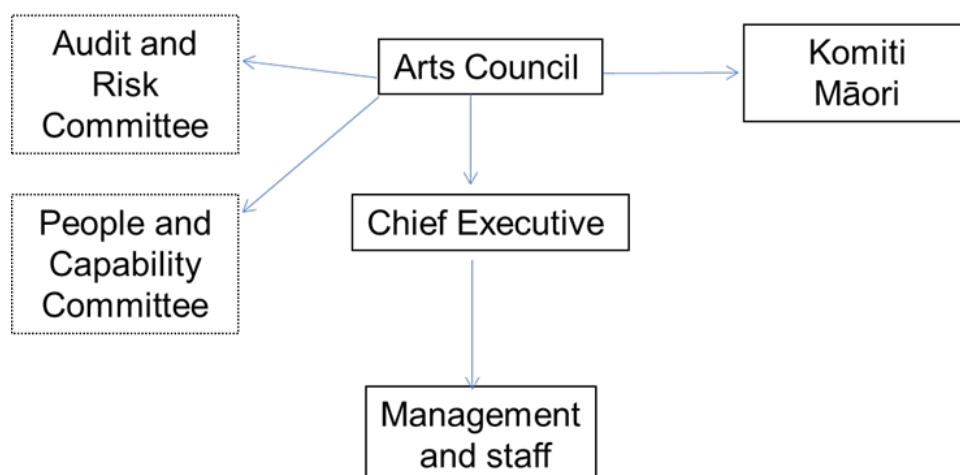 Audit and
Risk
Committee
Arts Council
Komiti
Māori
People and
Capability
Committee
Chief Executive
Management
and staff